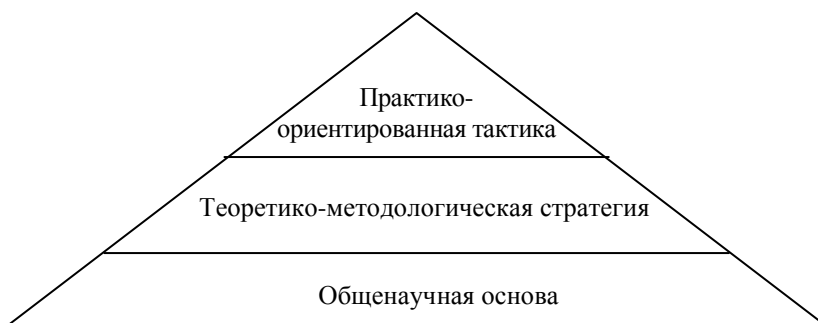 Практико-
ориентированная тактика
Теоретико-методологическая стратегия
Общенаучная основа